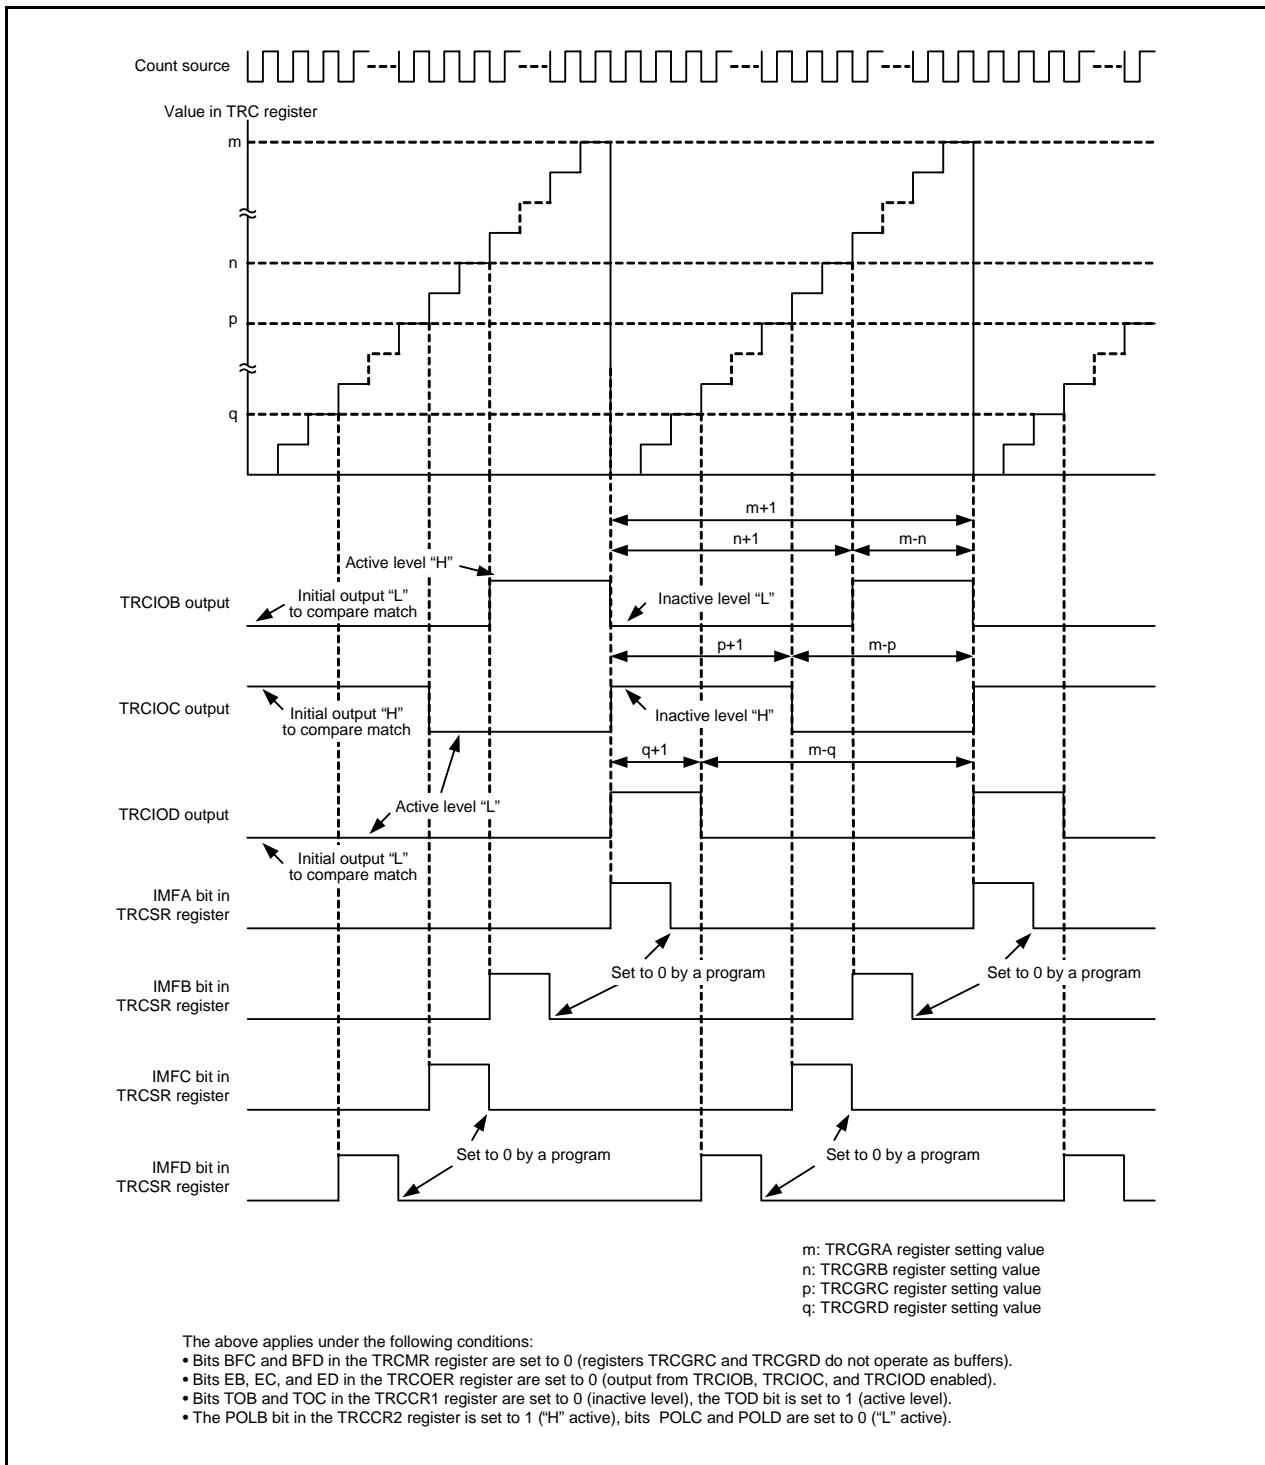 Count source
Value in TRC register
m
n
p
q
m+1
n+1
m-n
Active level “H”
TRCIOB output
Initial output “L”
to compare match
Inactive level “L”
p+1
m-p
TRCIOC output
Initial output “H”
to compare match
Inactive level “H”
q+1
m-q
TRCIOD output
Active level “L”
Initial output “L”
to compare match
IMFA bit in
TRCSR register
Set to 0 by a program
Set to 0 by a program
IMFB bit in
TRCSR register
IMFC bit in
TRCSR register
Set to 0 by a program
Set to 0 by a program
IMFD bit in
TRCSR register
m: TRCGRA register setting value
n: TRCGRB register setting value
p: TRCGRC register setting value
q: TRCGRD register setting value
The above applies under the following conditions:
• Bits BFC and BFD in the TRCMR register are set to 0 (registers TRCGRC and TRCGRD do not operate as buffers).
• Bits EB, EC, and ED in the TRCOER register are set to 0 (output from TRCIOB, TRCIOC, and TRCIOD enabled).
• Bits TOB and TOC in the TRCCR1 register are set to 0 (inactive level), the TOD bit is set to 1 (active level).
• The POLB bit in the TRCCR2 register is set to 1 (“H” active), bits POLC and POLD are set to 0 (“L” active).